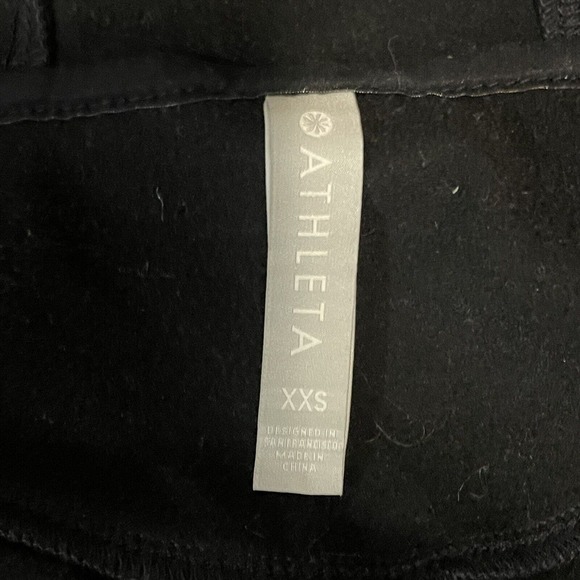 ATHLETA
XXS
DESIGNED IN
SAN FRANCISCO
MADE IN
CHINA